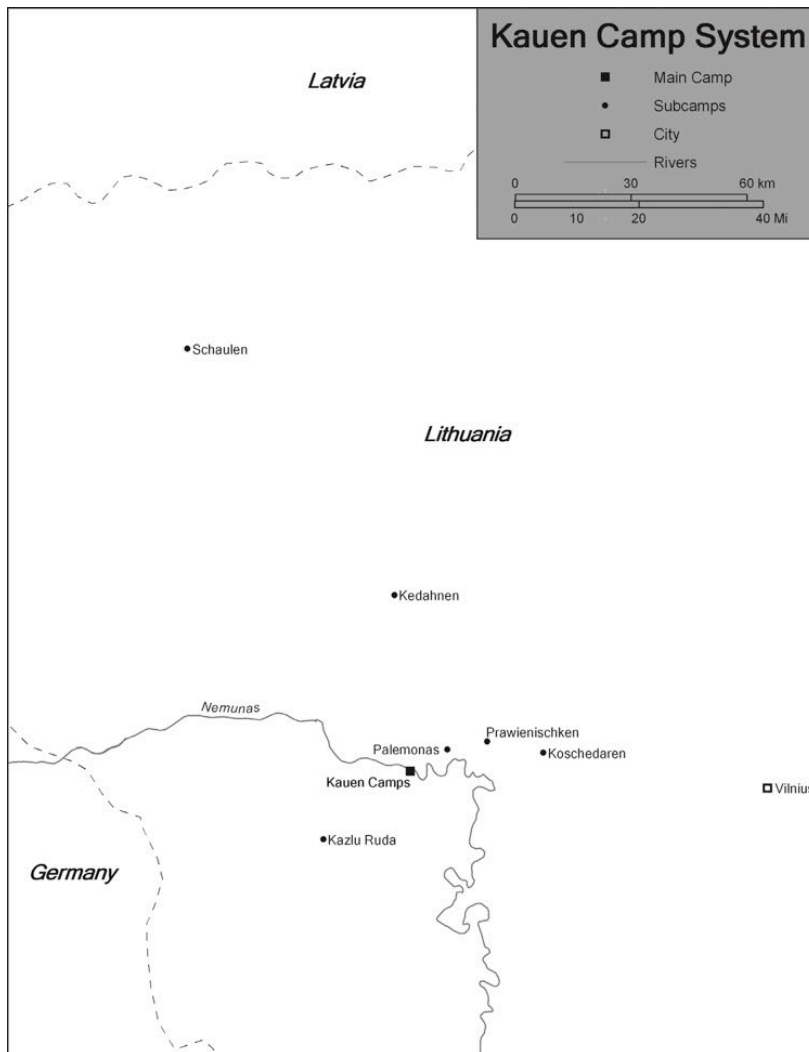 Kauen Camp System
Main Camp
Subcamps
City
Rivers
0 30 60 km
0 10 20 40 Mi
Latvia
Schaulen
Lithuania
Kedahnen
Nemunas
Prawienischken
Palemonas
Koschedaren
Kauen Camps
Vilnius
Kazlu Ruda
Germany